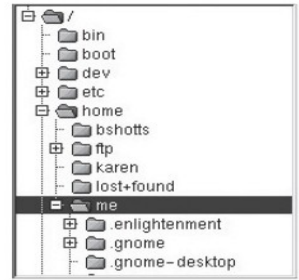 /
bin
boot
dev
etc
home
bshotts
ftp
karen
lost+found
me
.enlightenment
.gnome
.gnome-desktop